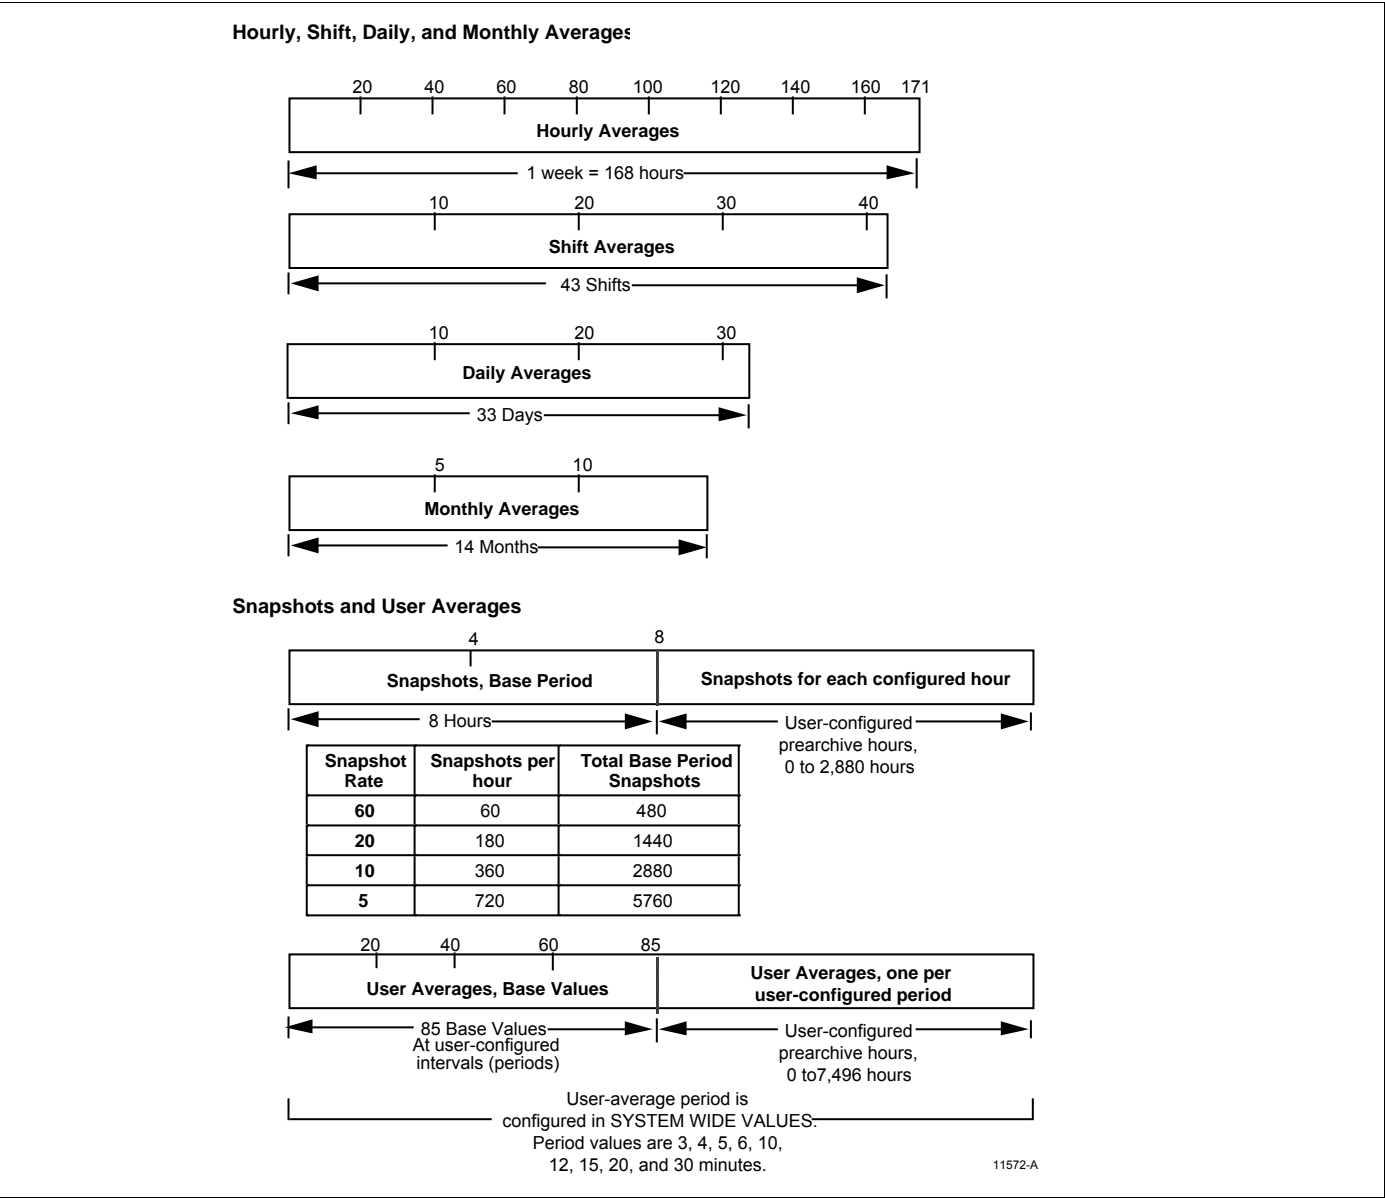 Hourly, Shift, Daily, and Monthly Averages
20 40 60 80 100 120 140 160 171
Hourly Averages
1 week = 168 hours
10 20 30 40
Shift Averages
43 Shifts
10 20 30
Daily Averages
33 Days
5 10
Monthly Averages
14 Months
Snapshots and User Averages
4 8
Snapshots, Base Period
Snapshots for each configured hour
8 Hours
User-configured
prearchive hours,
0 to 2,880 hours
Snapshot Snapshots per Total Base Period
Rate hour Snapshots
60 60 480
20 180 1440
10 360 2880
5 720 5760
20 40 60 85
User Averages, Base Values
User Averages, one per
user-configured period
85 Base Values
At user-configured
intervals (periods)
User-configured
prearchive hours,
0 to7,496 hours
User-average period is
configured in SYSTEM WIDE VALUES.
Period values are 3, 4, 5, 6, 10,
12, 15, 20, and 30 minutes.
11572-A